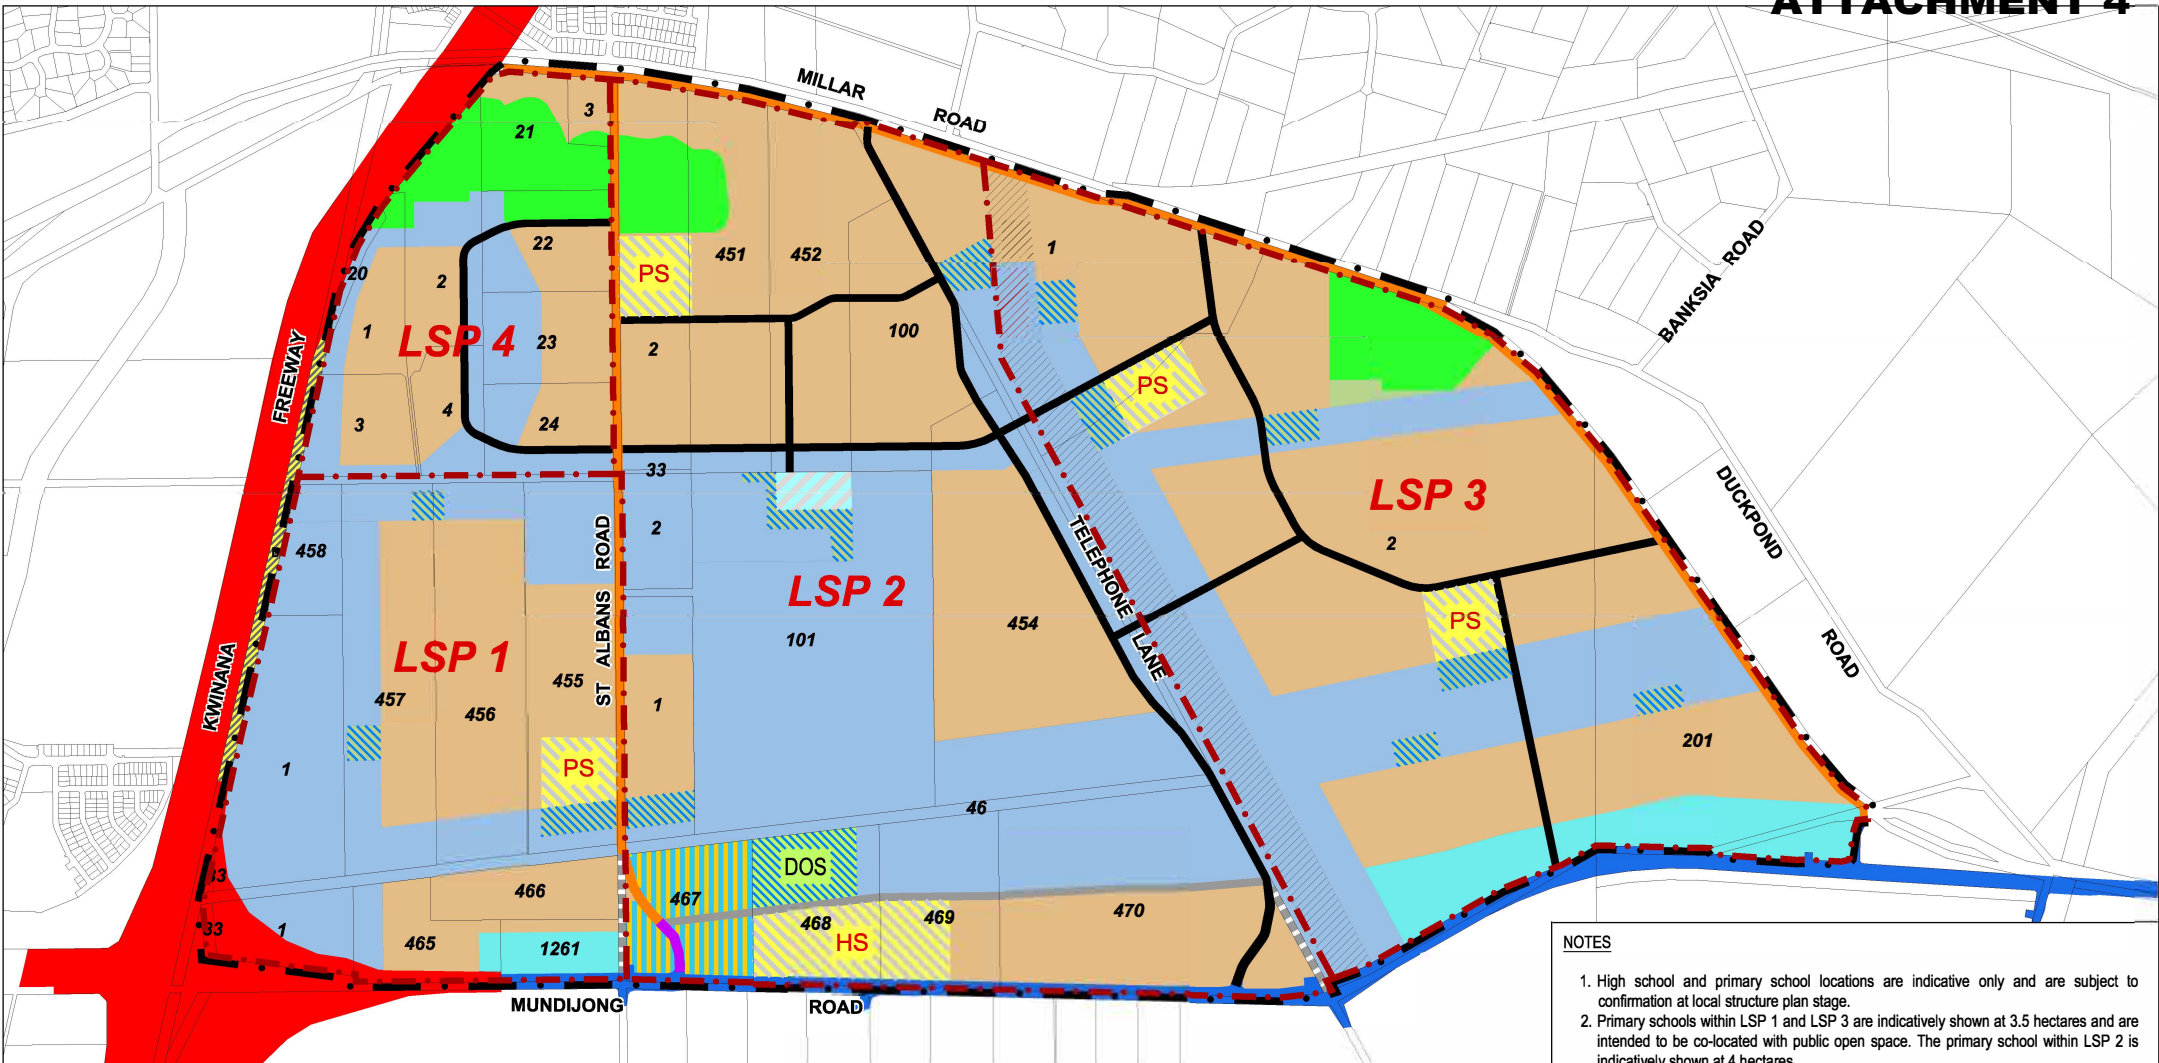 ATTACHMENT 4
MILLAR
ROAD
3
21
22
PS
451
452
1
BANKSIA ROAD
20
2
1
LSP 4
23
2
100
FREEWAY
PS
3
4
24
33
LSP 3
2
458
2
ST ALBANS ROAD
TELEPHONE LANE
DUCKPOND
ROAD
LSP 2
101
454
PS
LSP 1
457
456
455
1
KWINANA
201
1
PS
46
33
466
467
DOS
468
469
470
HS
33
1
465
1261
MUNDIJONG
ROAD
NOTES
1. High school and primary school locations are indicative only and are subject to
confirmation at local structure plan stage.
2. Primary schools within LSP 1 and LSP 3 are indicatively shown at 3.5 hectares and are
intended to be co-located with public open space. The primary school within LSP 2 is
indicatively shown at 4 hectares.